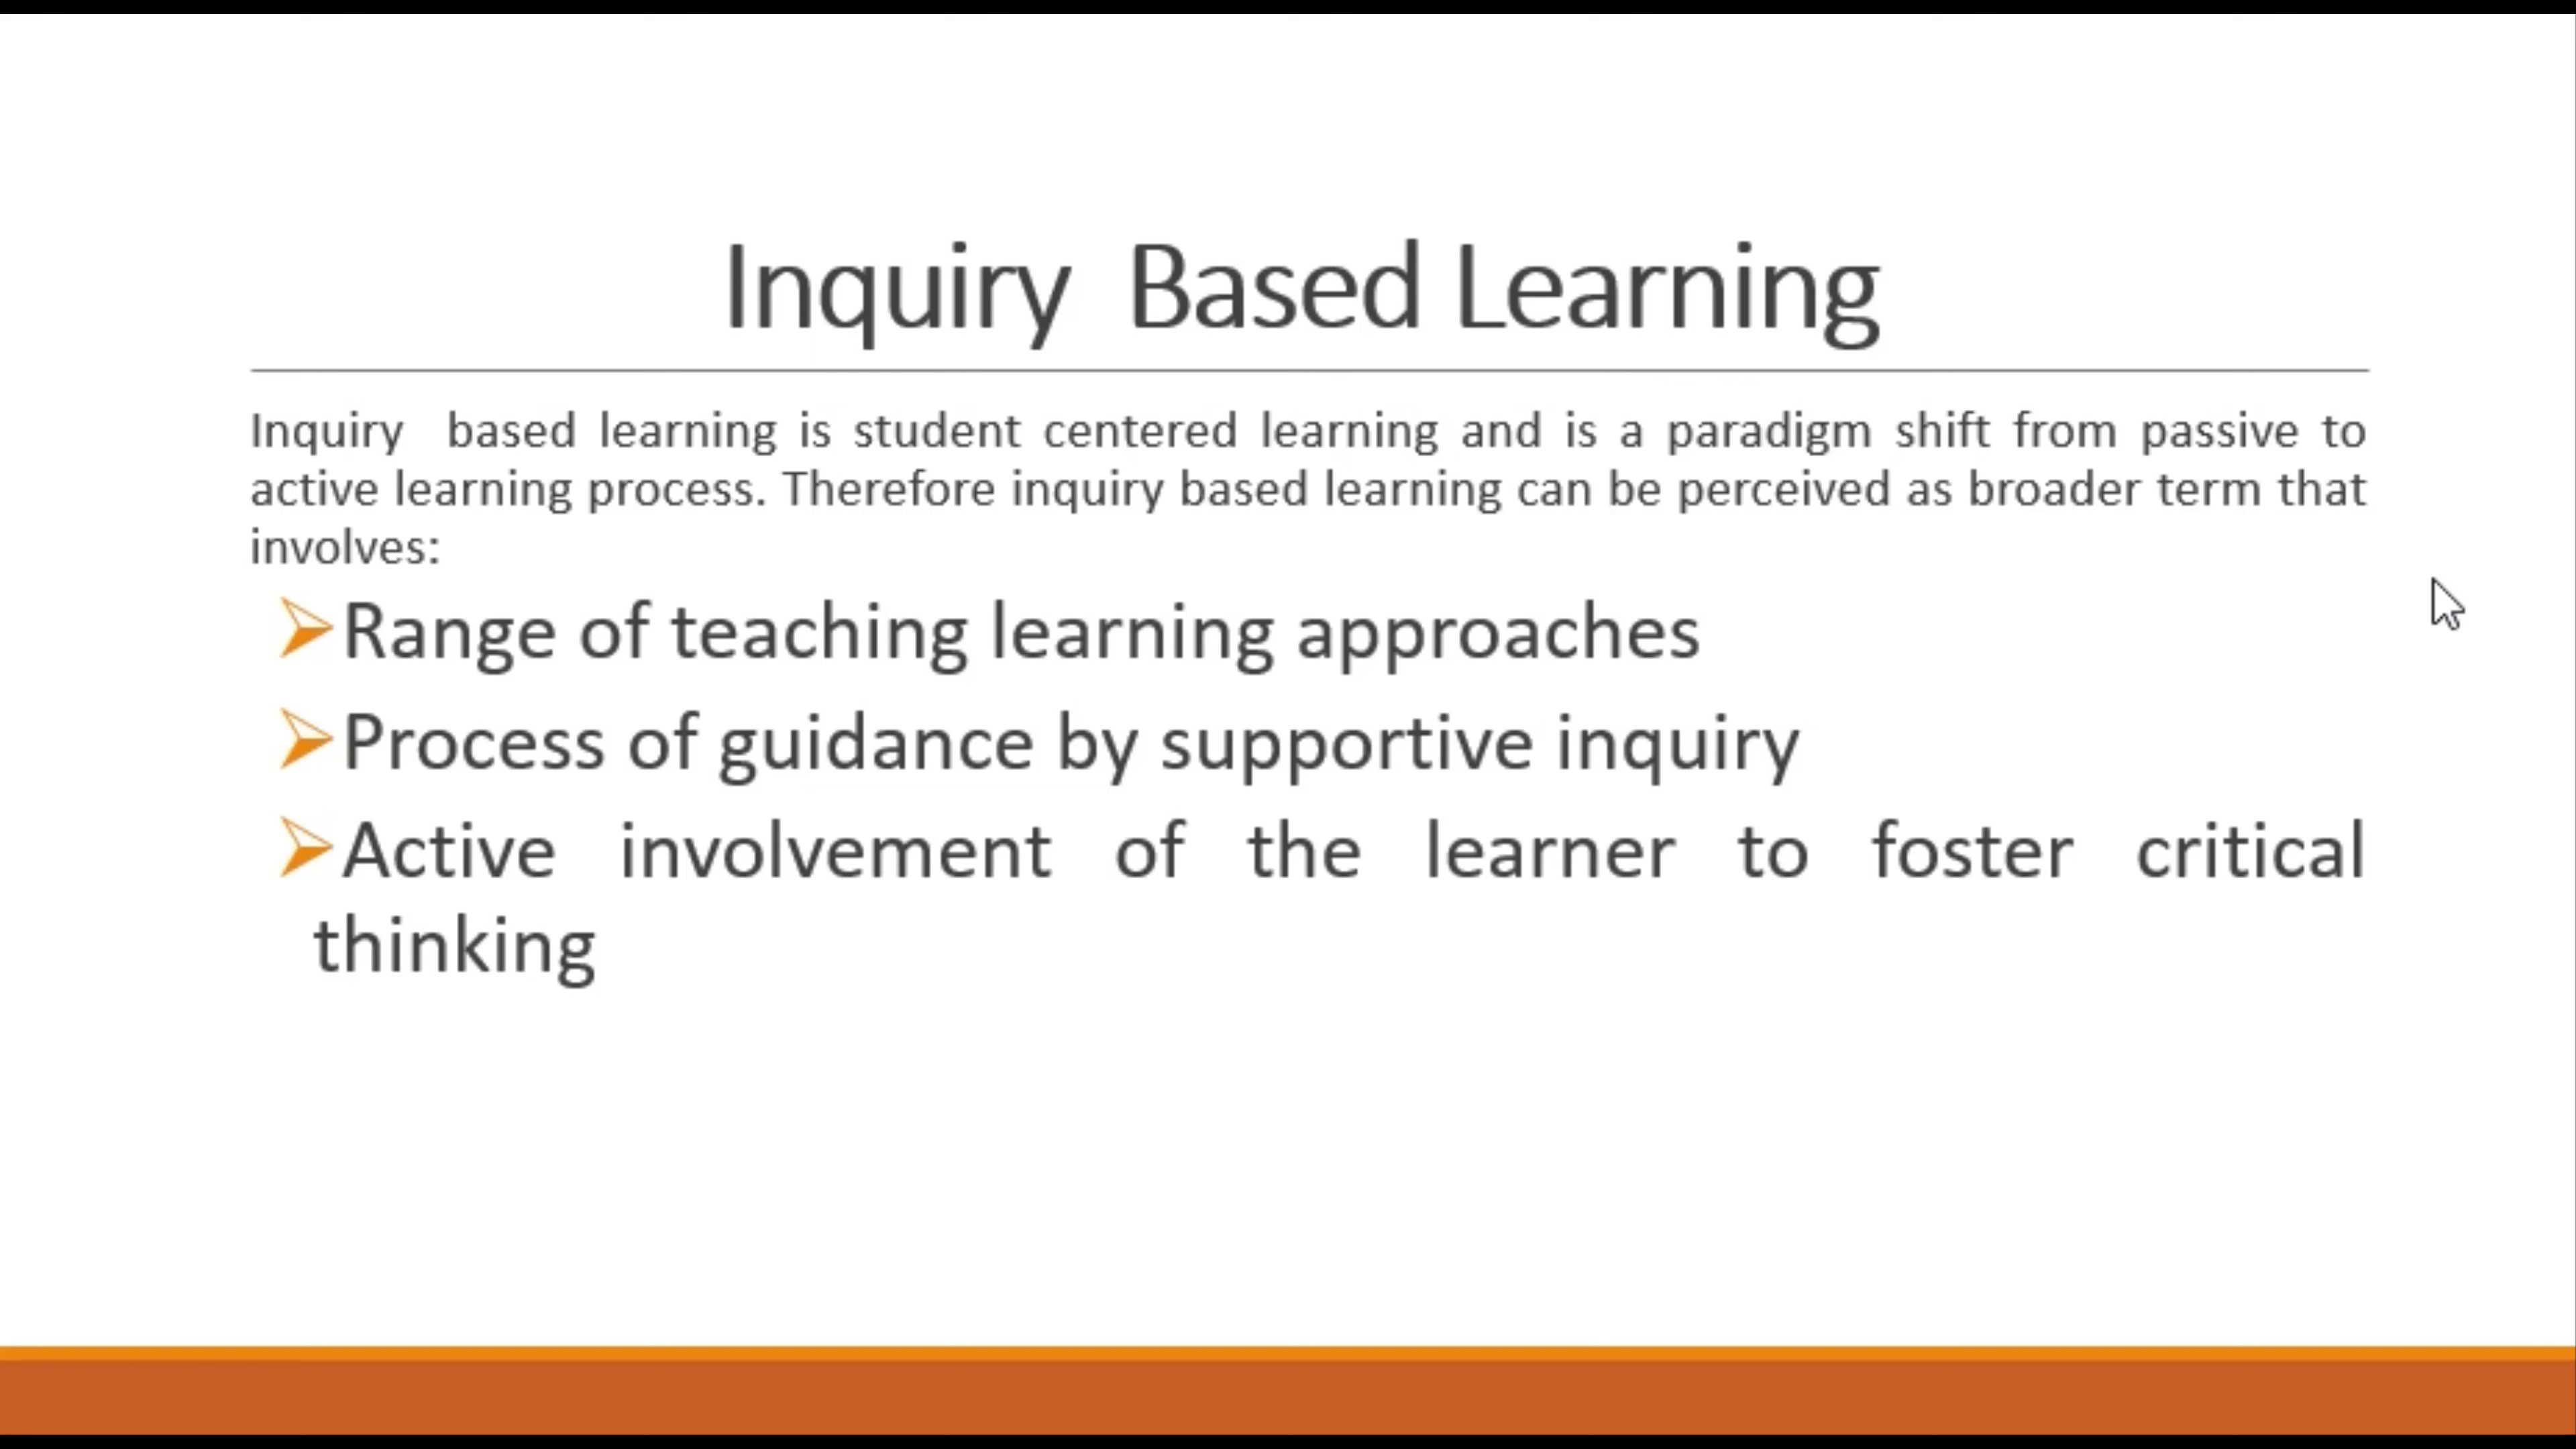 Inquiry  Based Learning
Inquiry  based learning is student centered learning and is a paradigm shift from passive to
active learning process. Therefore inquiry based learning can be perceived as broader term that
involves:
Range of teaching learning approaches
Process of guidance by supportive inquiry
Active involvement of the learner to foster critical
thinking